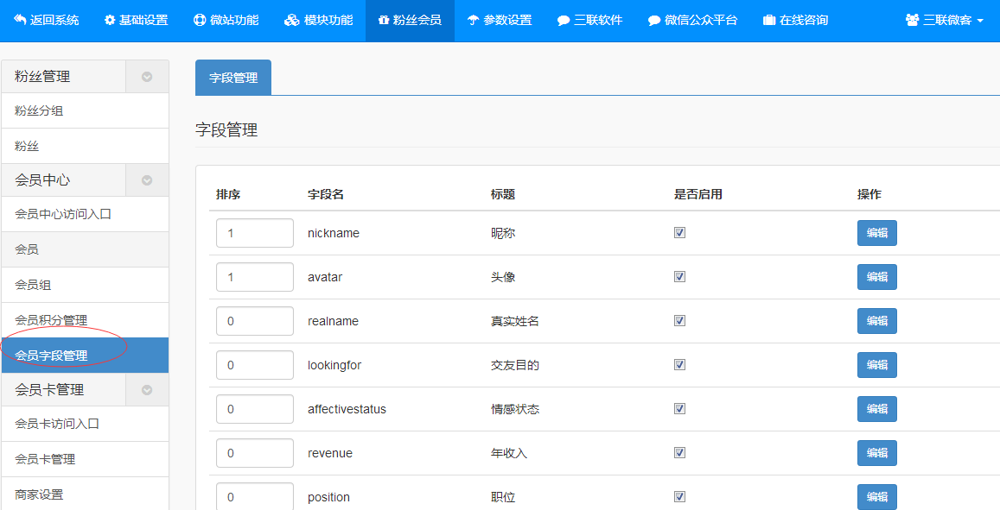 返回系统 基础设置 微站功能 模块功能 粉丝会员 参数设置 三联软件 微信公众平台 在线咨询 三联微客
粉丝管理
粉丝分组
粉丝
会员中心
会员中心访问入口
会员
会员组
会员积分管理
会员字段管理
会员卡管理
会员卡访问入口
会员卡管理
商家设置
字段管理
字段管理
排序 字段名 标题 是否启用 操作
1 nickname 昵称 编辑
1 avatar 头像 编辑
0 realname 真实姓名 编辑
0 lookingfor 交友目的 编辑
0 affectivestatus 情感状态 编辑
0 revenue 年收入 编辑
0 position 职位 编辑